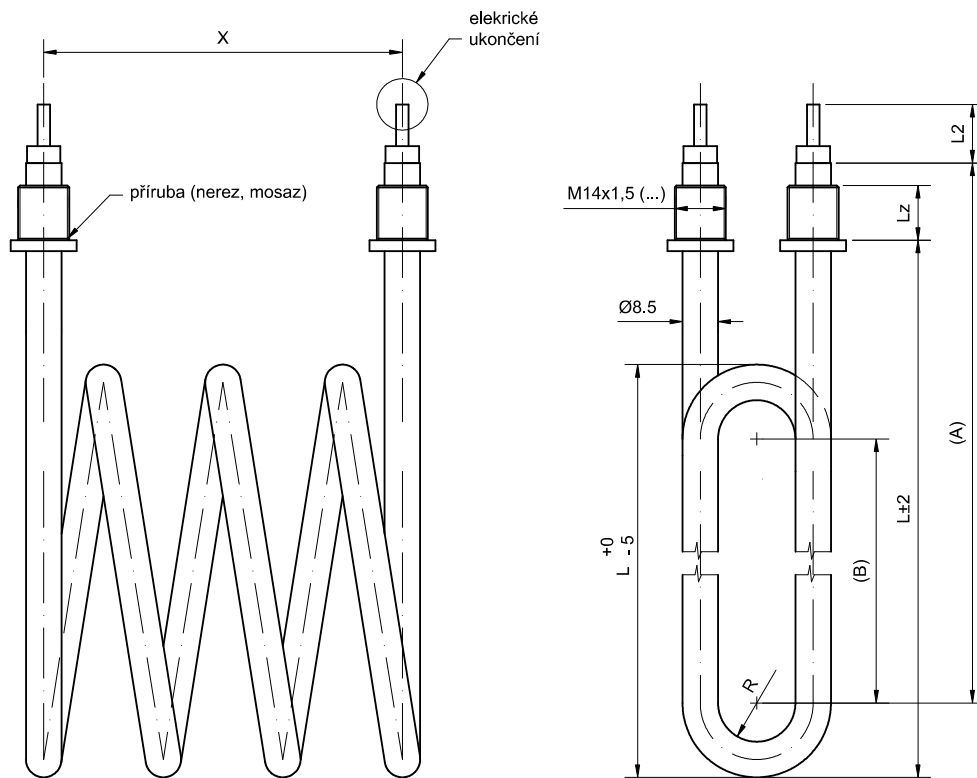 elekrické
ukončení
X
příruba (nerez, mosaz)
M14x1,5 (...)
Ø8.5
L2
Lz
(A)
L±2
(B)
L +0 - 5
R